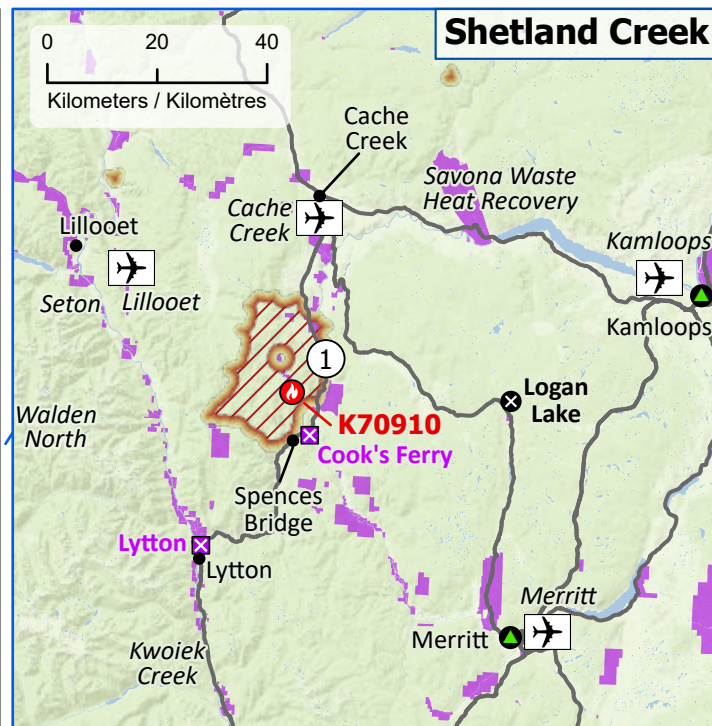 Shetland Creek
0 20 40
Kilometers / Kilomètres
Cache
Creek
Savona Waste
Heat Recovery
Cache
Creek
Lillooet
Kamloops
Seton Lillooet
Kamloops
1
Logan
Lake
Walden
North
K70910
Cook's Ferry
Spences
Bridge
Lytton
Lytton
Merritt
Merritt
Kwoiek
Creek